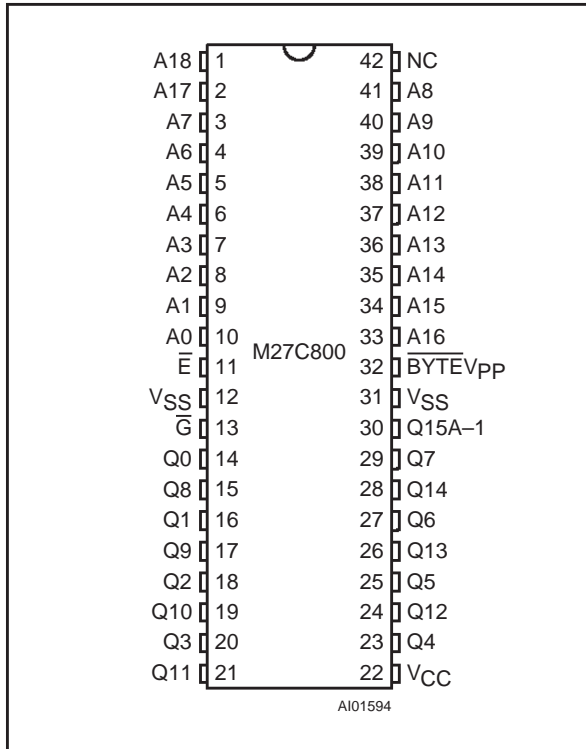 A18 1 42 NC
A17 2 41 A8
A7 3 40 A9
A6 4 39 A10
A5 5 38 A11
A4 6 37 A12
A3 7 36 A13
A2 8 35 A14
A1 9 34 A15
A0 10 33 A16
M27C800
E̅ 11 32 B̅Y̅T̅E̅VPP
VSS 12 31 VSS
G̅ 13 30 Q15A–1
Q0 14 29 Q7
Q8 15 28 Q14
Q1 16 27 Q6
Q9 17 26 Q13
Q2 18 25 Q5
Q10 19 24 Q12
Q3 20 23 Q4
Q11 21 22 VCC
AI01594